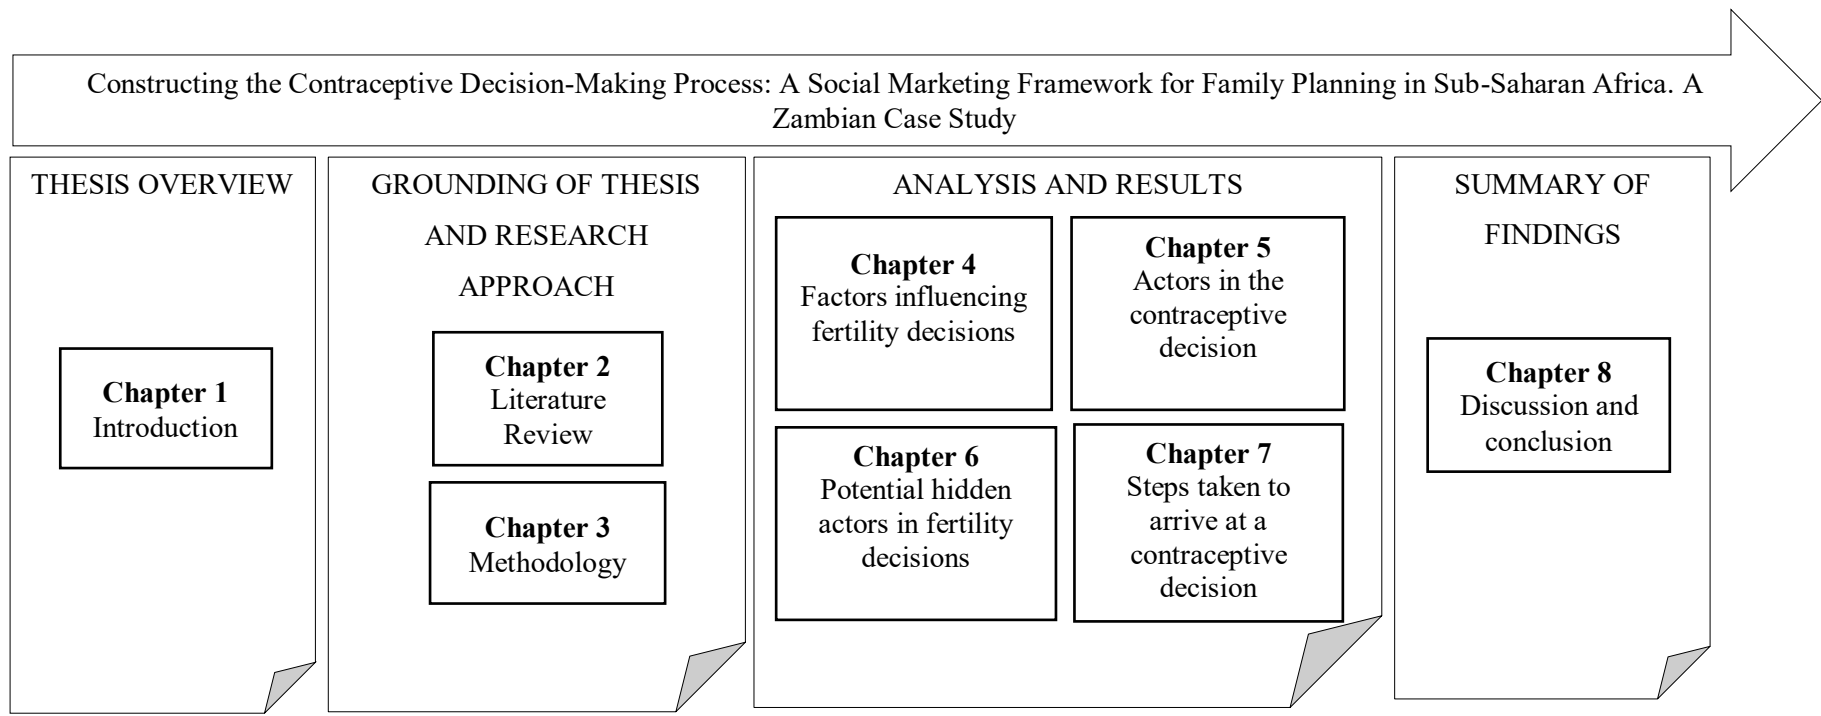 Constructing the Contraceptive Decision-Making Process: A Social Marketing Framework for Family Planning in Sub-Saharan Africa. A
Zambian Case Study
THESIS OVERVIEW
Chapter 1
Introduction
GROUNDING OF THESIS
AND RESEARCH
APPROACH
Chapter 2
Literature
Review
Chapter 3
Methodology
ANALYSIS AND RESULTS
Chapter 4
Factors influencing
fertility decisions
Chapter 5
Actors in the
contraceptive
decision
Chapter 6
Potential hidden
actors in fertility
decisions
Chapter 7
Steps taken to
arrive at a
contraceptive
decision
SUMMARY OF
FINDINGS
Chapter 8
Discussion and
conclusion